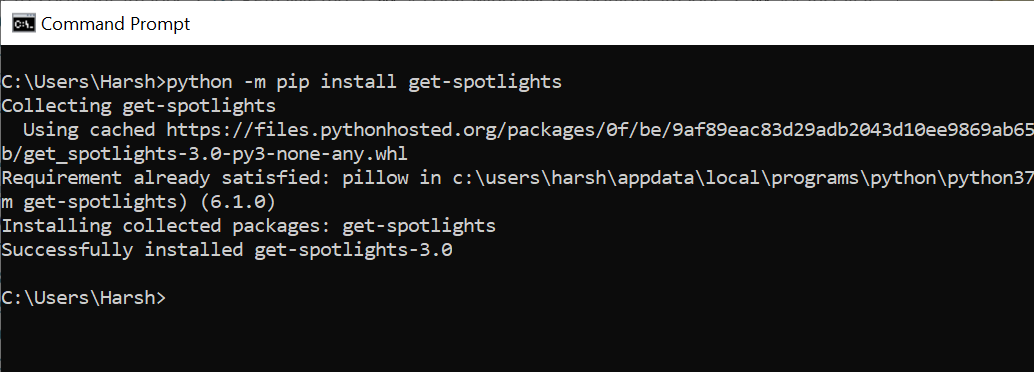 Command Prompt
C:\Users\Harsh>python -m pip install get-spotlights
Collecting get-spotlights
  Using cached https://files.pythonhosted.org/packages/0f/be/9af89eac83d29adb2043d10ee9869ab65
b/get_spotlights-3.0-py3-none-any.whl
Requirement already satisfied: pillow in c:\users\harsh\appdata\local\programs\python\python37
m get-spotlights) (6.1.0)
Installing collected packages: get-spotlights
Successfully installed get-spotlights-3.0
C:\Users\Harsh>